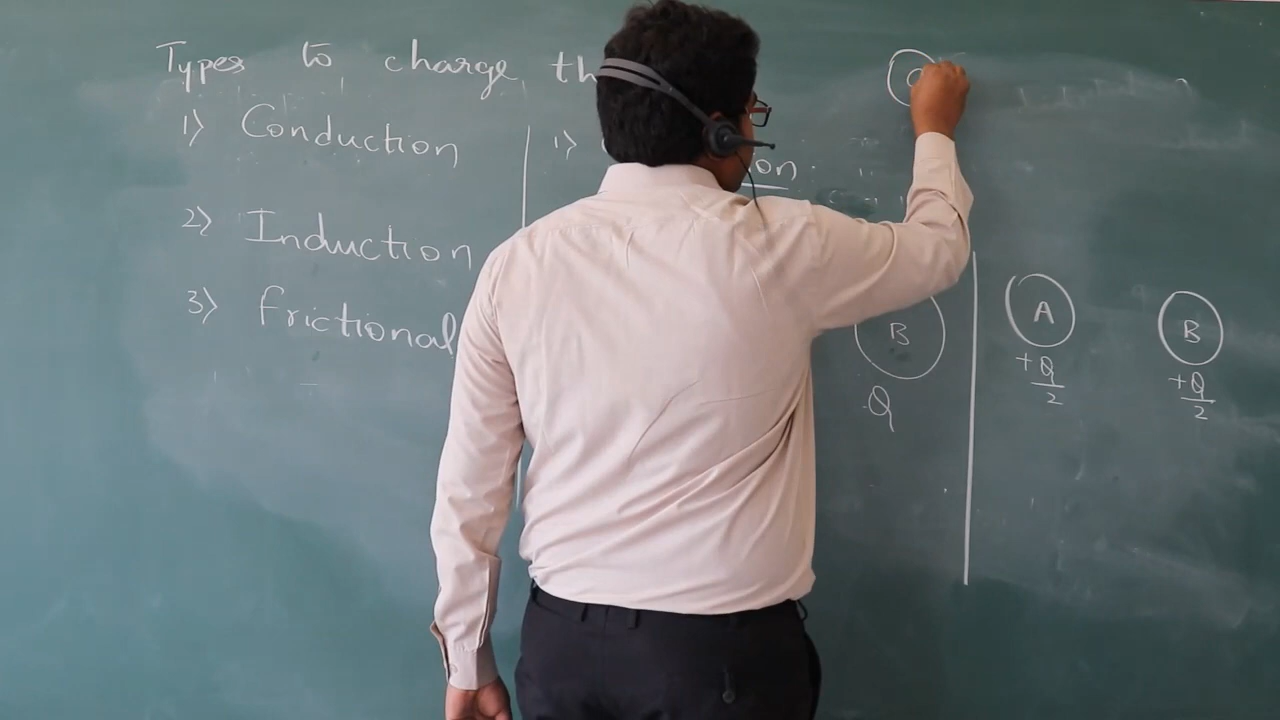 Types to charge th
1) Conduction
2) Induction
3) Frictional
1)
on
B
Q
A
+Q/2
B
+Q/2